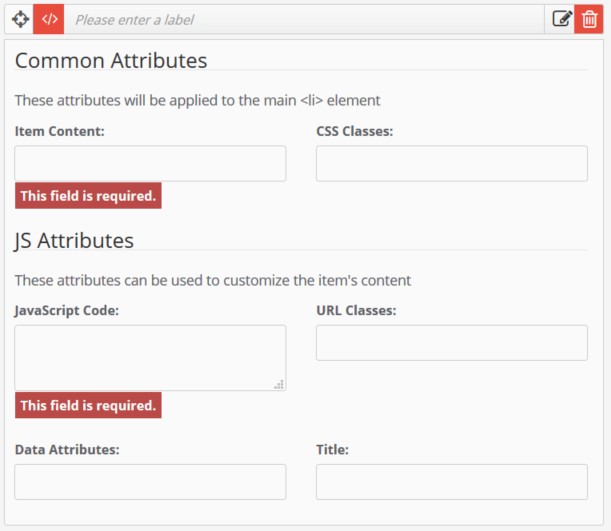 </>
Please enter a label
Common Attributes
These attributes will be applied to the main <li> element
Item Content:
CSS Classes:
This field is required.
JS Attributes
These attributes can be used to customize the item's content
JavaScript Code:
URL Classes:
This field is required.
Data Attributes:
Title: